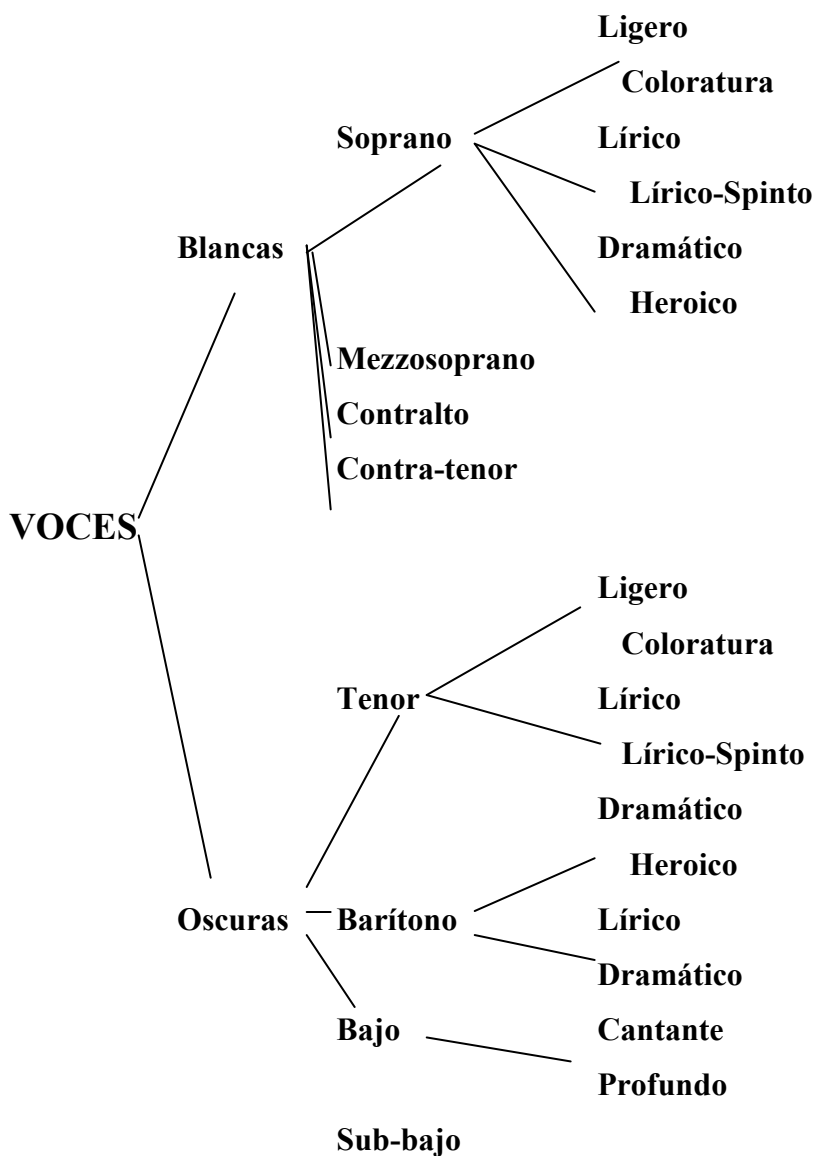 Ligero
Coloratura
Soprano Lírico
Lírico-Spinto
Blancas Dramático
Heroico
Mezzosoprano
Contralto
Contra-tenor
VOCES
Ligero
Coloratura
Tenor Lírico
Lírico-Spinto
Dramático
Heroico
Oscuras Barítono Lírico
Dramático
Bajo Cantante
Profundo
Sub-bajo